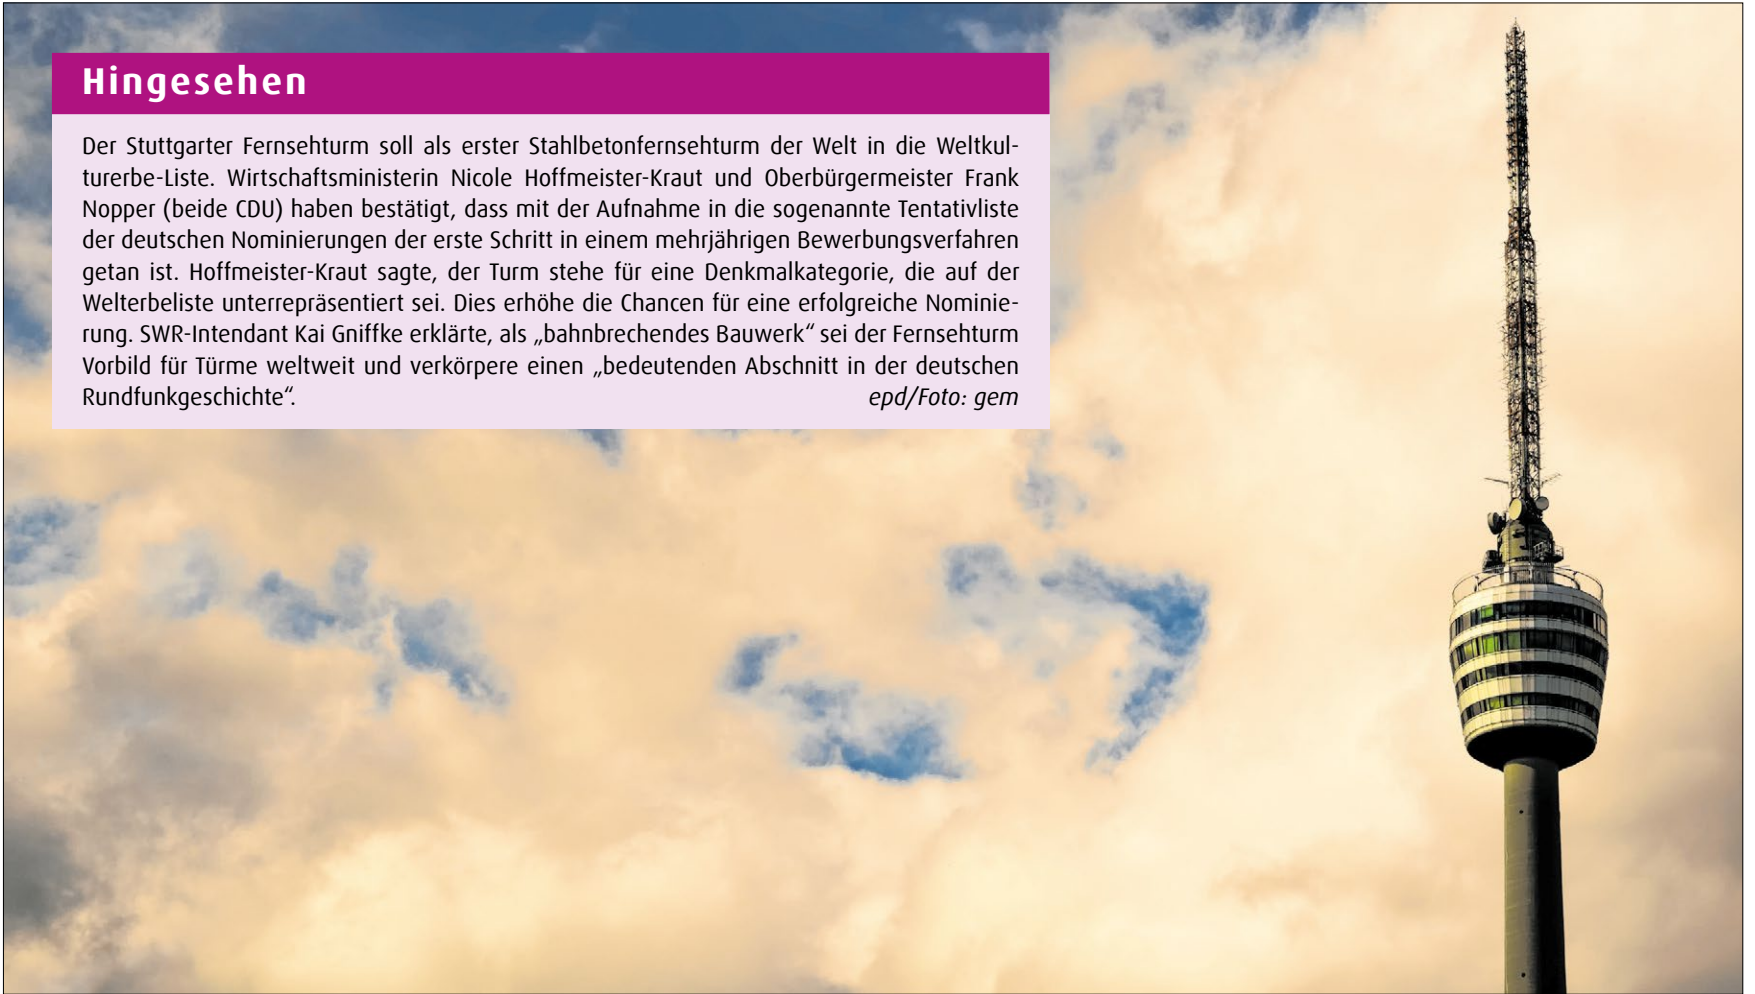 Hingesehen
Der Stuttgarter Fernsehturm soll als erster Stahlbetonfernsehturm der Welt in die Weltkul-
turerbe-Liste. Wirtschaftsministerin Nicole Hoffmeister-Kraut und Oberbürgermeister Frank
Nopper (beide CDU) haben bestätigt, dass mit der Aufnahme in die sogenannte Tentativliste
der deutschen Nominierungen der erste Schritt in einem mehrjährigen Bewerbungsverfahren
getan ist. Hoffmeister-Kraut sagte, der Turm stehe für eine Denkmalkategorie, die auf der
Welterbeliste unterrepräsentiert sei. Dies erhöhe die Chancen für eine erfolgreiche Nominie-
rung. SWR-Intendant Kai Gniffke erklärte, als „bahnbrechendes Bauwerk“ sei der Fernsehturm
Vorbild für Türme weltweit und verkörpere einen „bedeutenden Abschnitt in der deutschen
Rundfunkgeschichte“. epd/Foto: gem